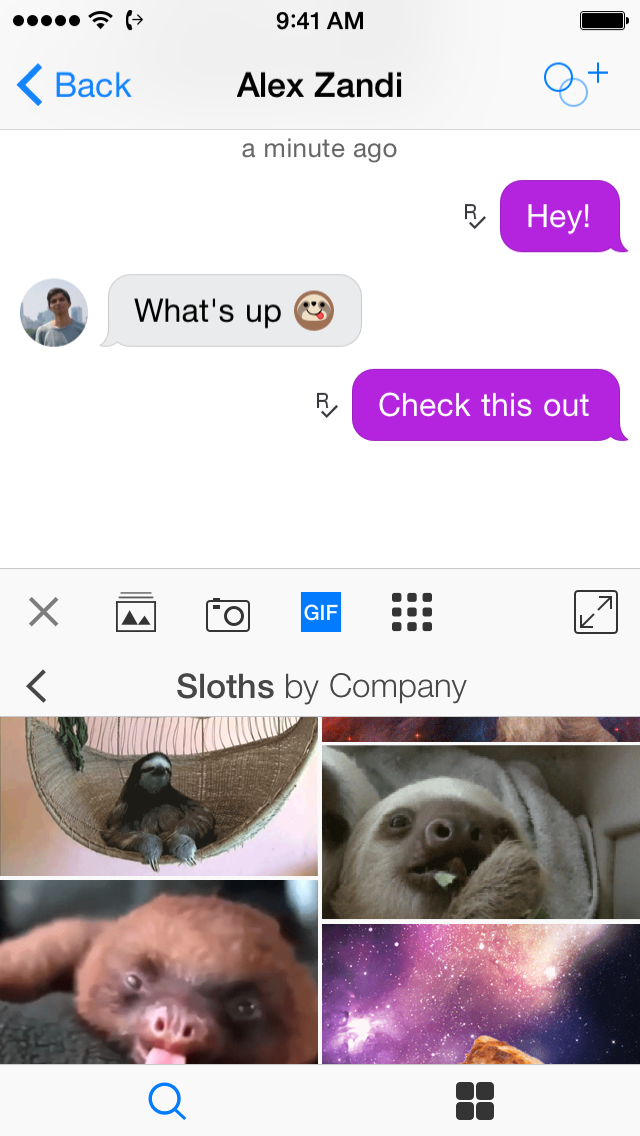 9:41 AM
Back
Alex Zandi
a minute ago
R
Hey!
What's up
R
Check this out
GIF
Sloths by Company